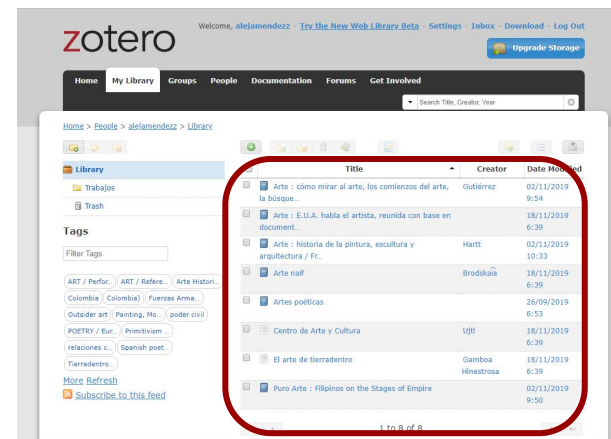 zotero
Welcome, alejamendezz · Try the New Web Library Beta · Settings · Inbox · Download · Log Out
Upgrade Storage
Home My Library Groups People Documentation Forums Get Involved
Search Title, Creator, Year
Home > People > alejamendezz > Library
Library
Trabajos
Trash
Tags
Filter Tags
ART / Perfor... ART / Refere... Arte Histori...
Colombia Colombia) Fuerzas Arma...
Outsider art Painting, Mo... poder civil
POETRY / Eur... Primitivism ...
relaciones c... Spanish poet...
Tierradentro...
More Refresh
Subscribe to this feed
Title Creator Date Modified
Arte : cómo mirar al arte, los comienzos del arte, Gutiérrez 02/11/2019
la búsque... 9:54
Arte : E.U.A. habla el artista, reunida con base en 18/11/2019
document... 6:39
Arte : historia de la pintura, escultura y Hartt 02/11/2019
arquitectura / Fr... 10:33
Arte naif Brodskai͡a 18/11/2019
6:39
Artes poéticas 26/09/2019
6:53
Centro de Arte y Cultura Ujtl 18/11/2019
6:39
El arte de tierradentro Gamboa 18/11/2019
Hinestrosa 6:39
Puro Arte : Filipinos on the Stages of Empire 02/11/2019
9:50
1 to 8 of 8